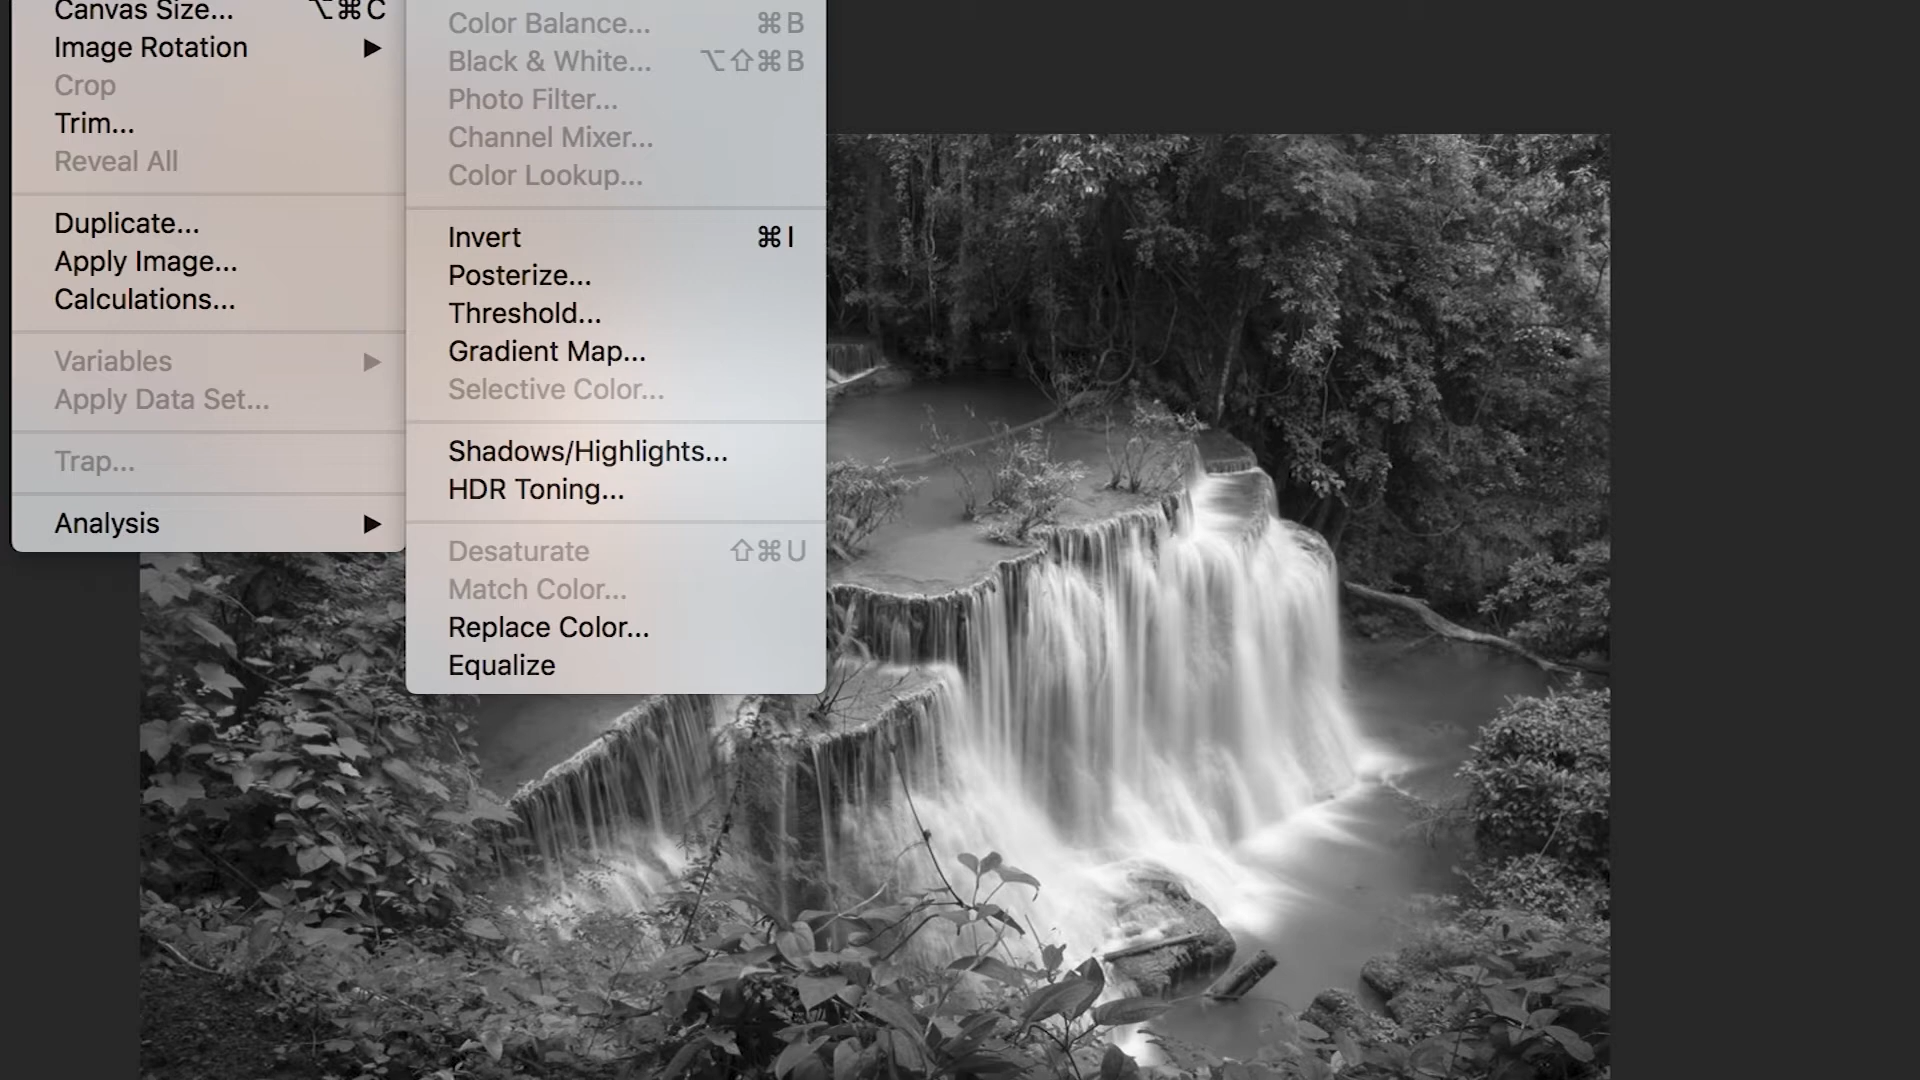 Canvas Size... ⌥⌘C
Image Rotation ▶
Crop
Trim...
Reveal All
Duplicate...
Apply Image...
Calculations...
Variables ▶
Apply Data Set...
Trap...
Analysis ▶
Color Balance... ⌘B
Black & White... ⌥⇧⌘B
Photo Filter...
Channel Mixer...
Color Lookup...
Invert ⌘I
Posterize...
Threshold...
Gradient Map...
Selective Color...
Shadows/Highlights...
HDR Toning...
Desaturate ⇧⌘U
Match Color...
Replace Color...
Equalize